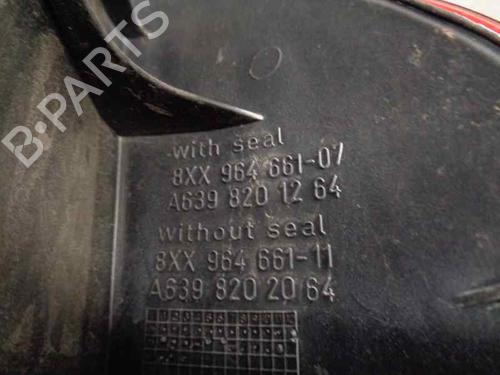 B-PARTS
with seal
8XX 964 661-07
A639 820 12 64
without seal
8XX 964 661-11
A639 820 20 64